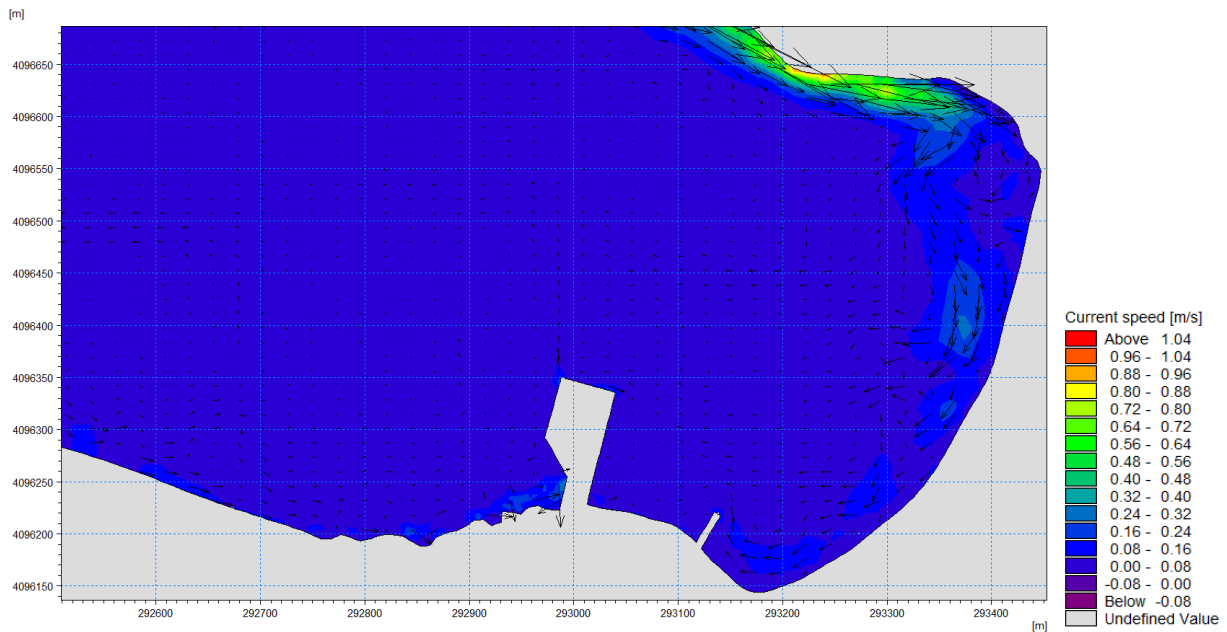 [m]
4096650
4096600
4096550
4096500
4096450
4096400
4096350
4096300
4096250
4096200
4096150
292600 292700 292800 292900 293000 293100 293200 293300 293400
[m]
Current speed [m/s]
Above 1.04
0.96 - 1.04
0.88 - 0.96
0.80 - 0.88
0.72 - 0.80
0.64 - 0.72
0.56 - 0.64
0.48 - 0.56
0.40 - 0.48
0.32 - 0.40
0.24 - 0.32
0.16 - 0.24
0.08 - 0.16
0.00 - 0.08
-0.08 - 0.00
Below -0.08
Undefined Value